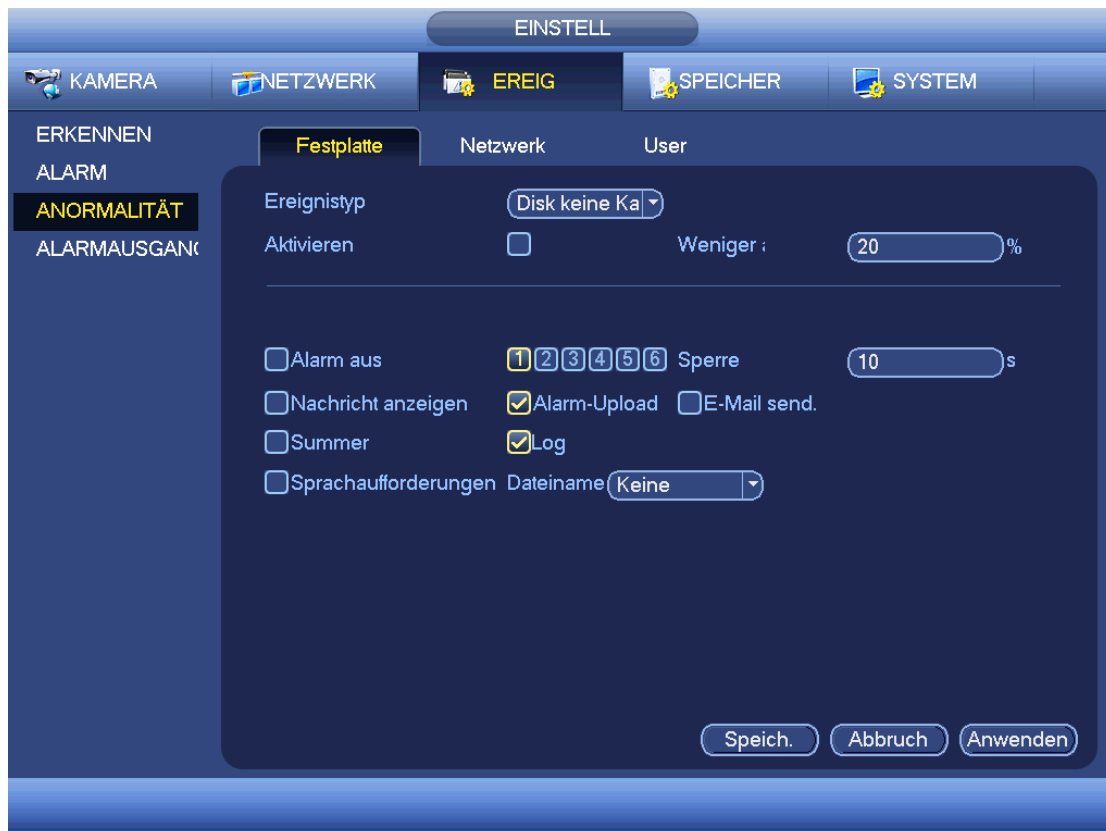 EINSTELL
KAMERA NETZWERK EREIG SPEICHER SYSTEM
ERKENNEN
ALARM
ANORMALITÄT
ALARMAUSGAN
Festplatte Netzwerk User
Ereignistyp Disk keine Ka
Aktivieren Weniger 20 %
Alarm aus 1 2 3 4 5 6 Sperre 10 s
Nachricht anzeigen Alarm-Upload E-Mail send.
Summer Log
Sprachaufforderungen Dateiname Keine
Speich. Abbruch Anwenden